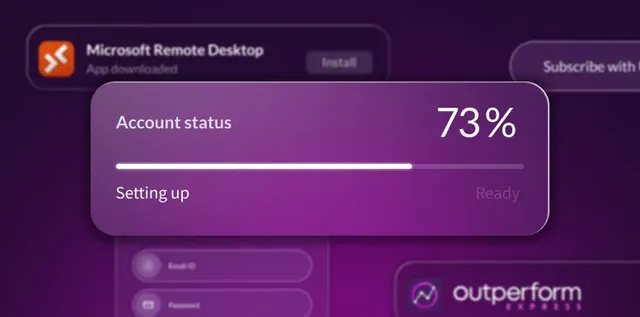 Microsoft Remote Desktop
App downloaded
Install
Subscribe with
Account status
73%
Setting up
Ready
Email ID
Password
outperform
EXPRESS